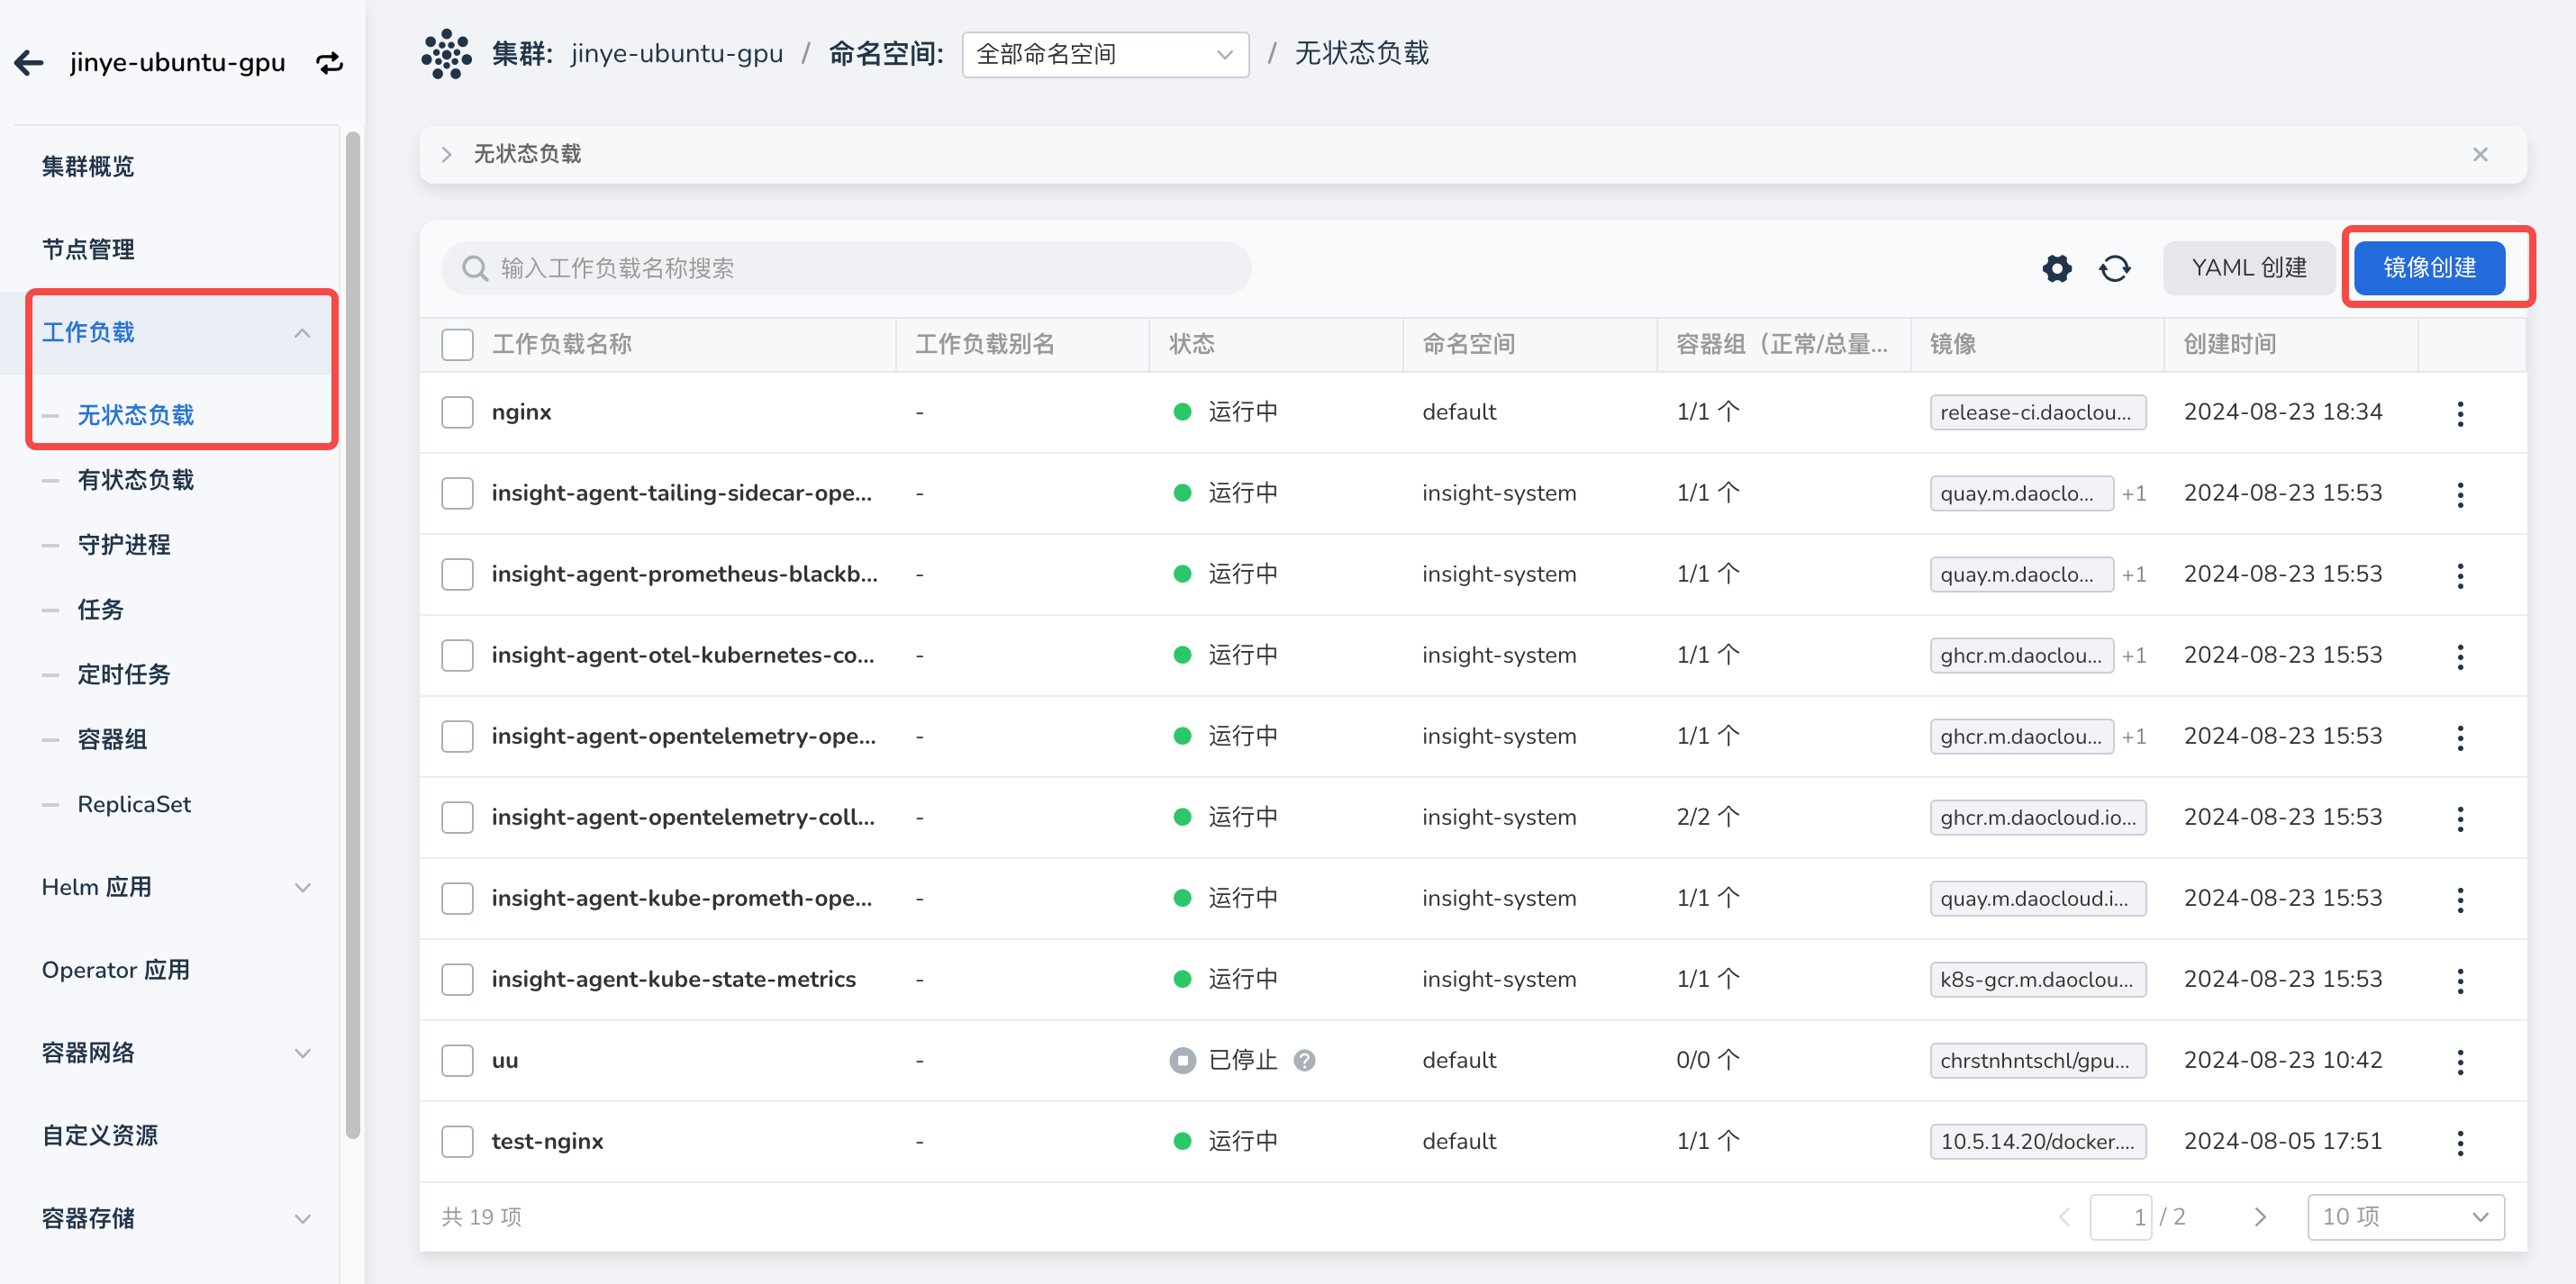 jinye-ubuntu-gpu
集群概览
节点管理
工作负载
无状态负载
有状态负载
守护进程
任务
定时任务
容器组
ReplicaSet
Helm 应用
Operator 应用
容器网络
自定义资源
容器存储
集群: jinye-ubuntu-gpu / 命名空间: 全部命名空间 / 无状态负载
无状态负载
输入工作负载名称搜索 YAML 创建 镜像创建
工作负载名称 工作负载别名 状态 命名空间 容器组（正常/总量... 镜像 创建时间
nginx - 运行中 default 1/1 个 release-ci.daoclou... 2024-08-23 18:34
insight-agent-tailing-sidecar-ope... - 运行中 insight-system 1/1 个 quay.m.daoclo... +1 2024-08-23 15:53
insight-agent-prometheus-blackb... - 运行中 insight-system 1/1 个 quay.m.daoclo... +1 2024-08-23 15:53
insight-agent-otel-kubernetes-co... - 运行中 insight-system 1/1 个 ghcr.m.daoclou... +1 2024-08-23 15:53
insight-agent-opentelemetry-ope... - 运行中 insight-system 1/1 个 ghcr.m.daoclou... +1 2024-08-23 15:53
insight-agent-opentelemetry-coll... - 运行中 insight-system 2/2 个 ghcr.m.daocloud.io... 2024-08-23 15:53
insight-agent-kube-prometh-ope... - 运行中 insight-system 1/1 个 quay.m.daocloud.i... 2024-08-23 15:53
insight-agent-kube-state-metrics - 运行中 insight-system 1/1 个 k8s-gcr.m.daoclou... 2024-08-23 15:53
uu - 已停止 default 0/0 个 chrstnhntschl/gpu... 2024-08-23 10:42
test-nginx - 运行中 default 1/1 个 10.5.14.20/docker.... 2024-08-05 17:51
共 19 项 1 / 2 10 项